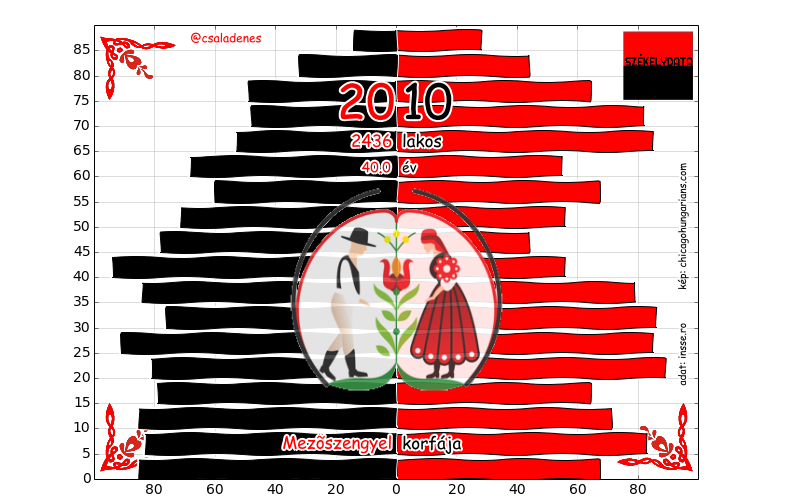 @csaladenes
SZÉKELYDATA
2010
2436 lakos
40.0 év
kép: chicagohungarians.com
adat: insse.ro
Mezõszengyel korfája
85
80
75
70
65
60
55
50
45
40
35
30
25
20
15
10
5
0
80 60 40 20 0 20 40 60 80